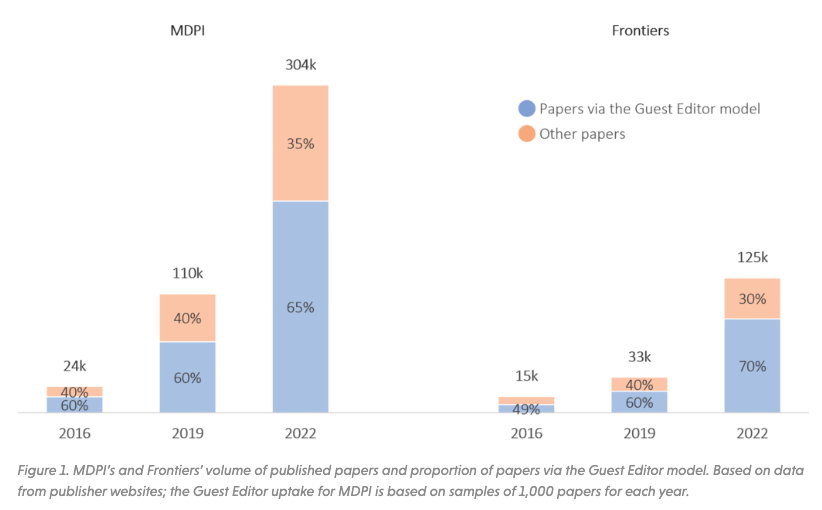 MDPI
304k
35%
65%
110k
40%
60%
24k
40%
60%
2016 2019 2022
Frontiers
Papers via the Guest Editor model
Other papers
125k
30%
70%
33k
40%
60%
15k
49%
2016 2019 2022
Figure 1. MDPI's and Frontiers' volume of published papers and proportion of papers via the Guest Editor model. Based on data
from publisher websites; the Guest Editor uptake for MDPI is based on samples of 1,000 papers for each year.